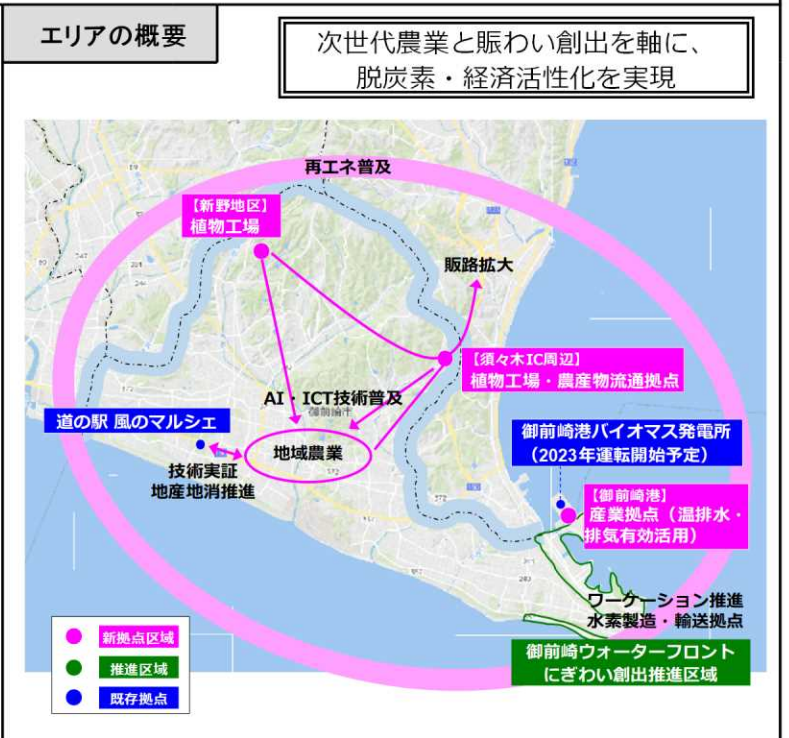 エリアの概要
次世代農業と賑わい創出を軸に、
脱炭素・経済活性化を実現
再エネ普及
【新野地区】
植物工場
販路拡大
【須々木IC周辺】
植物工場・農産物流通拠点
AI・ICT技術普及
御前崎市
道の駅 風のマルシェ
地域農業
技術実証
地産地消推進
御前崎港バイオマス発電所
（2023年運転開始予定）
【御前崎港】
産業拠点（温排水・
排気有効活用）
ワーケーション推進
水素製造・輸送拠点
御前崎ウォーターフロント
にぎわい創出推進区域
新拠点区域
推進区域
既存拠点